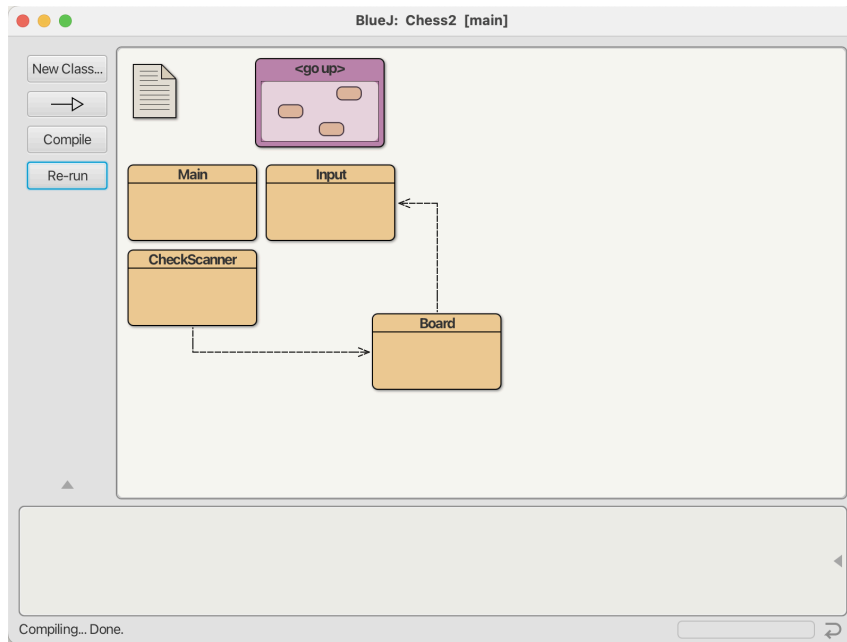 BlueJ: Chess2 [main]
New Class...
<go up>
Compile
Re-run
Main
Input
CheckScanner
Board
Compiling... Done.